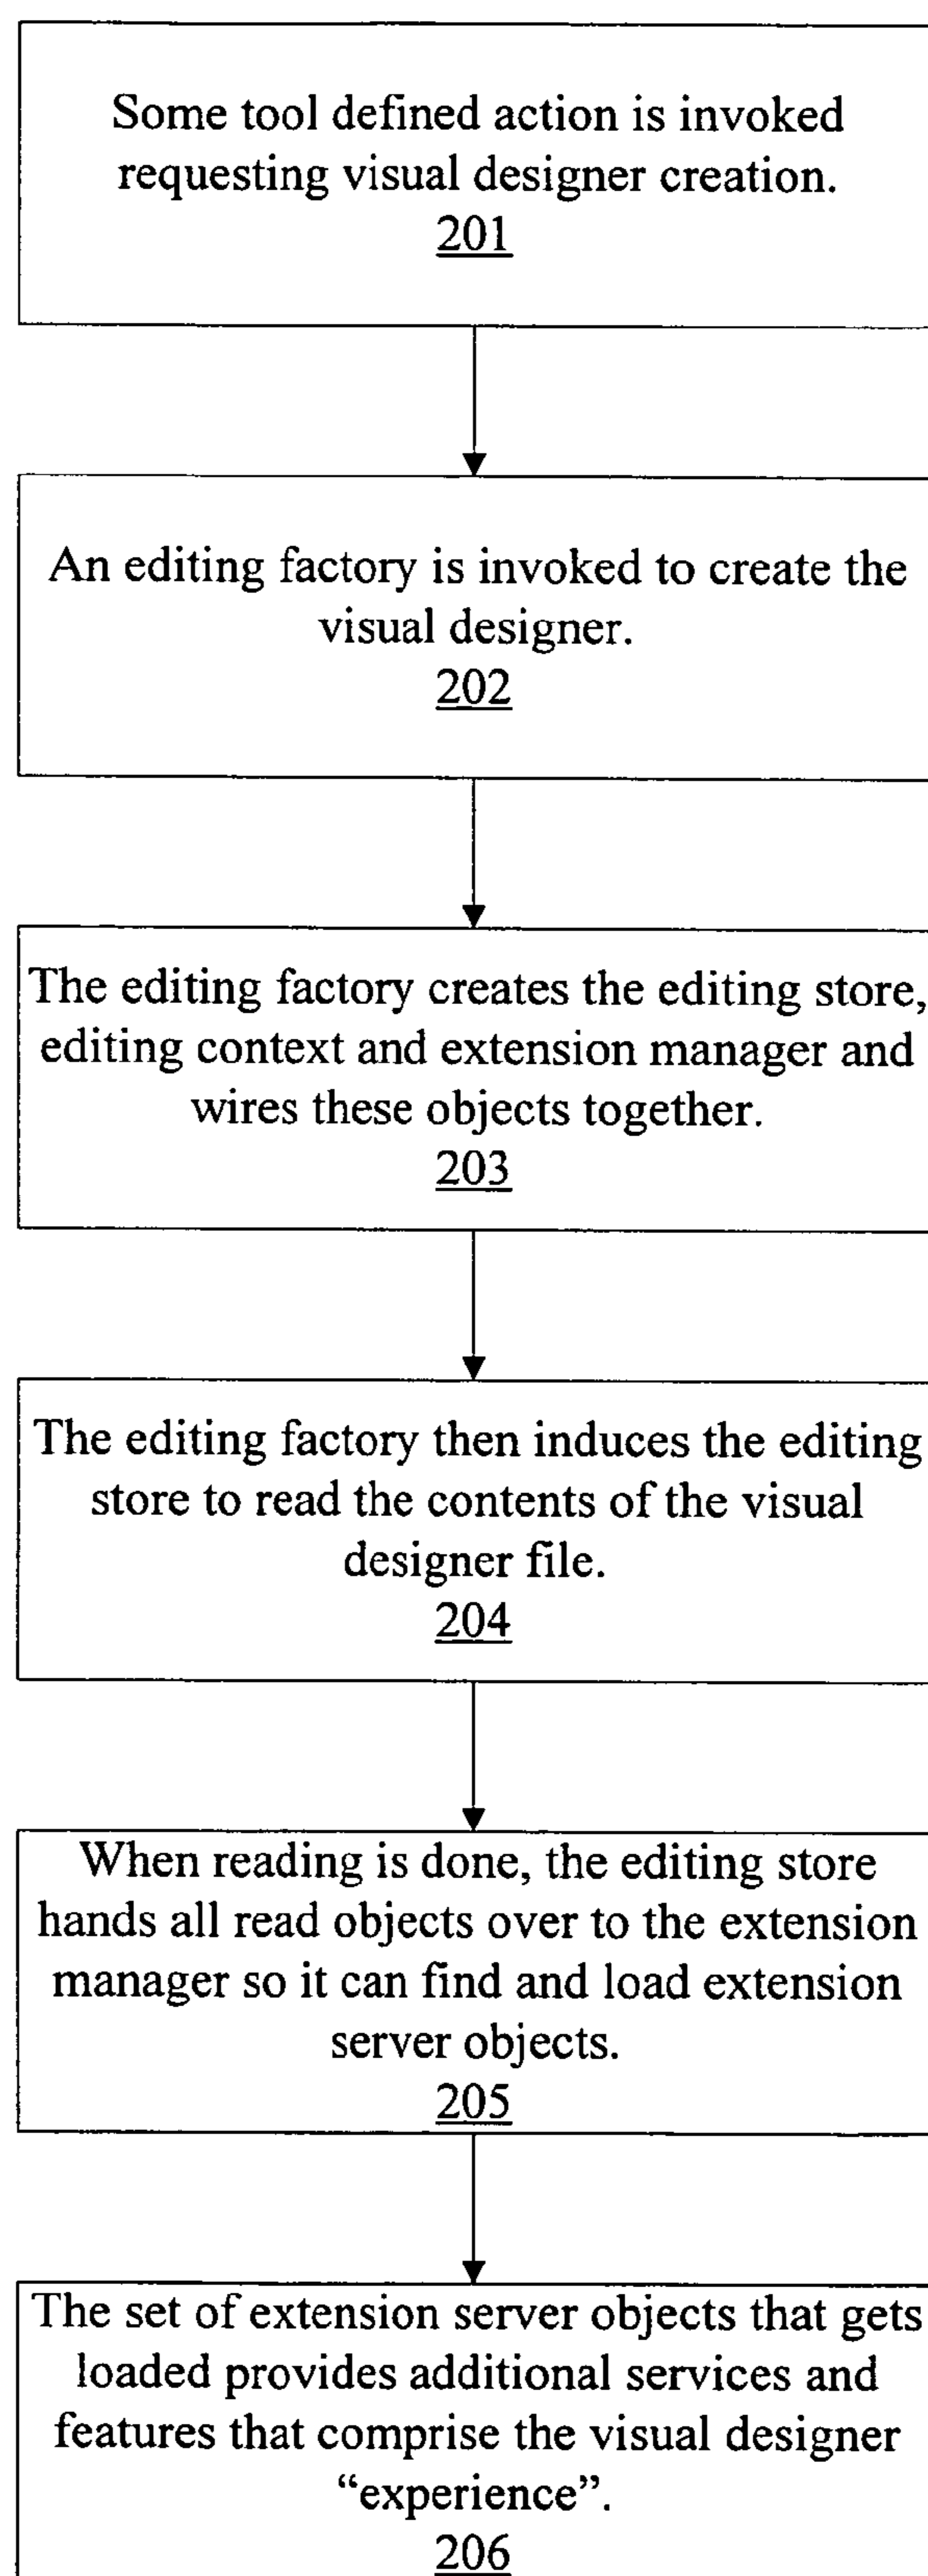 Some tool defined action is invoked
requesting visual designer creation.
201
An editing factory is invoked to create the
visual designer.
202
The editing factory creates the editing store,
editing context and extension manager and
wires these objects together.
203
The editing factory then induces the editing
store to read the contents of the visual
designer file.
204
When reading is done, the editing store
hands all read objects over to the extension
manager so it can find and load extension
server objects.
205
The set of extension server objects that gets
loaded provides additional services and
features that comprise the visual designer
“experience”.
206